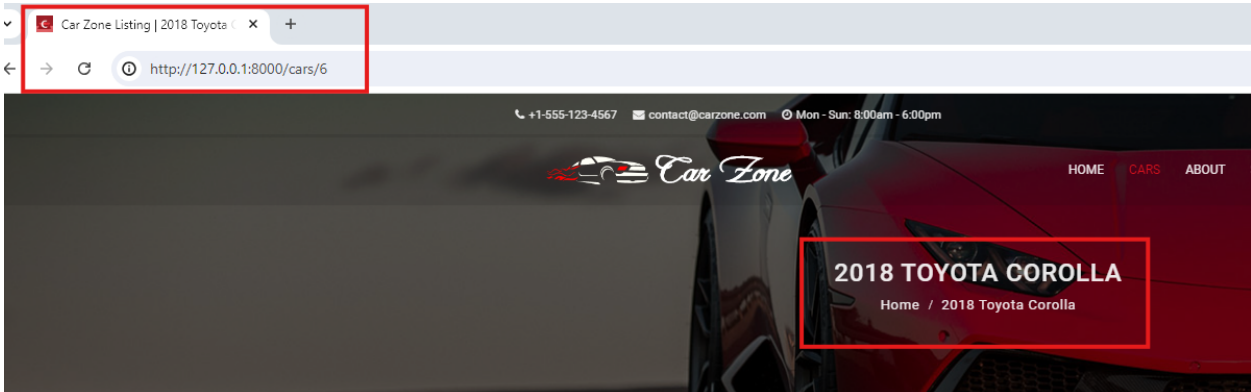 Car Zone Listing | 2018 Toyota
http://127.0.0.1:8000/cars/6
+1-555-123-4567 contact@carzone.com Mon - Sun: 8:00am - 6:00pm
Car Zone
HOME CARS ABOUT
2018 TOYOTA COROLLA
Home / 2018 Toyota Corolla